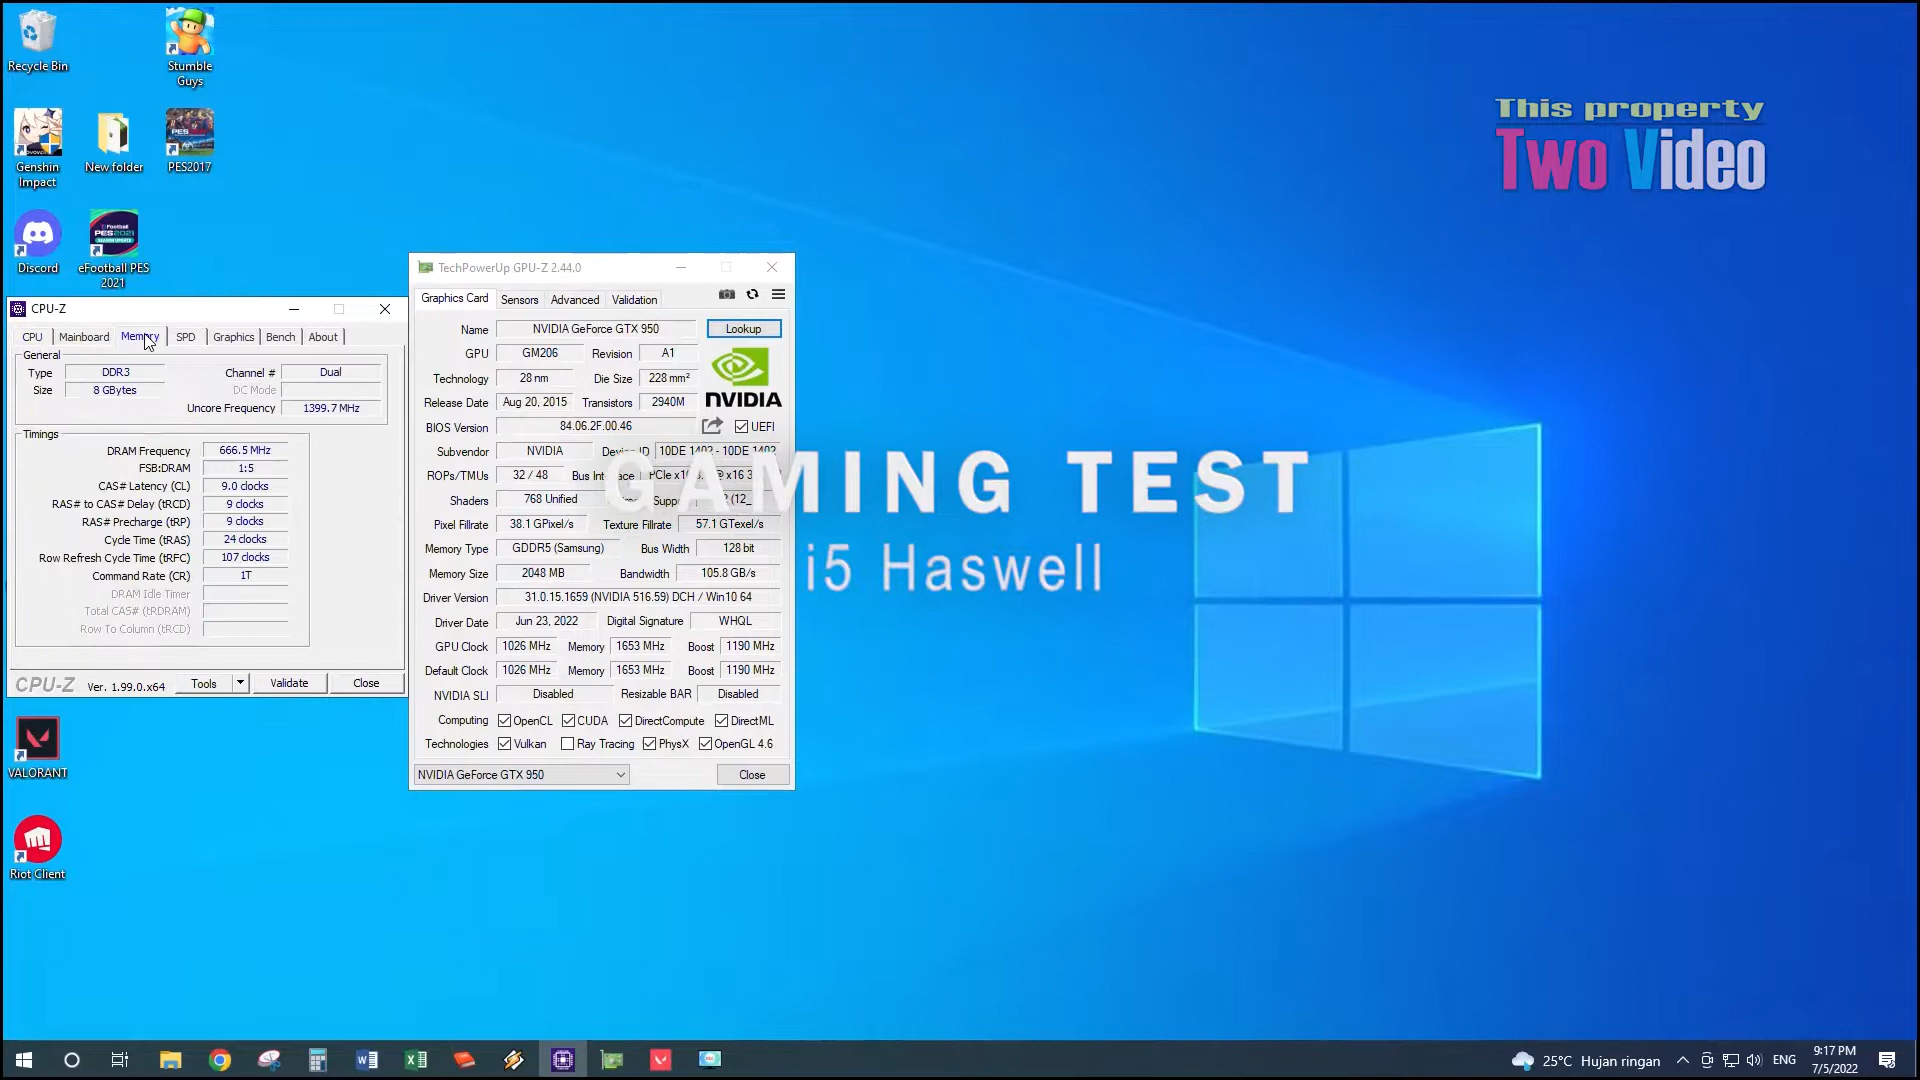 Recycle Bin
Stumble
Guys
Genshin
Impact
New folder
PES2017
Discord
eFootball PES
2021
This property
Two Video
GAMING TEST
i5 Haswell
CPU-Z
CPU Mainboard Memory SPD Graphics Bench About
General
Type DDR3 Channel # Dual
Size 8 GBytes DC Mode
Uncore Frequency 1399.7 MHz
Timings
DRAM Frequency 666.5 MHz
FSB:DRAM 1:5
CAS# Latency (CL) 9.0 clocks
RAS# to CAS# Delay (tRCD) 9 clocks
RAS# Precharge (tRP) 9 clocks
Cycle Time (tRAS) 24 clocks
Row Refresh Cycle Time (tRFC) 107 clocks
Command Rate (CR) 1T
DRAM Idle Timer
Total CAS# (tRDRAM)
Row To Column (tRCD)
CPU-Z Ver. 1.99.0.x64 Tools Validate Close
TechPowerUp GPU-Z 2.44.0
Graphics Card Sensors Advanced Validation
Name NVIDIA GeForce GTX 950 Lookup
GPU GM206 Revision A1
Technology 28 nm Die Size 228 mm²
Release Date Aug 20, 2015 Transistors 2940M
NVIDIA
BIOS Version 84.06.2F.00.46 UEFI
Subvendor NVIDIA Device ID 10DE 1402 - 10DE 1402
ROPs/TMUs 32 / 48 Bus Interface
Shaders 768 Unified
Pixel Fillrate 38.1 GPixel/s Texture Fillrate 57.1 GTexel/s
Memory Type GDDR5 (Samsung) Bus Width 128 bit
Memory Size 2048 MB Bandwidth 105.8 GB/s
Driver Version 31.0.15.1659 (NVIDIA 516.59) DCH / Win10 64
Driver Date Jun 23, 2022 Digital Signature WHQL
GPU Clock 1026 MHz Memory 1653 MHz Boost 1190 MHz
Default Clock 1026 MHz Memory 1653 MHz Boost 1190 MHz
NVIDIA SLI Disabled Resizable BAR Disabled
Computing OpenCL CUDA DirectCompute DirectML
Technologies Vulkan Ray Tracing PhysX OpenGL 4.6
NVIDIA GeForce GTX 950 Close
VALORANT
Riot Client
25°C Hujan ringan ENG 9:17 PM
7/5/2022